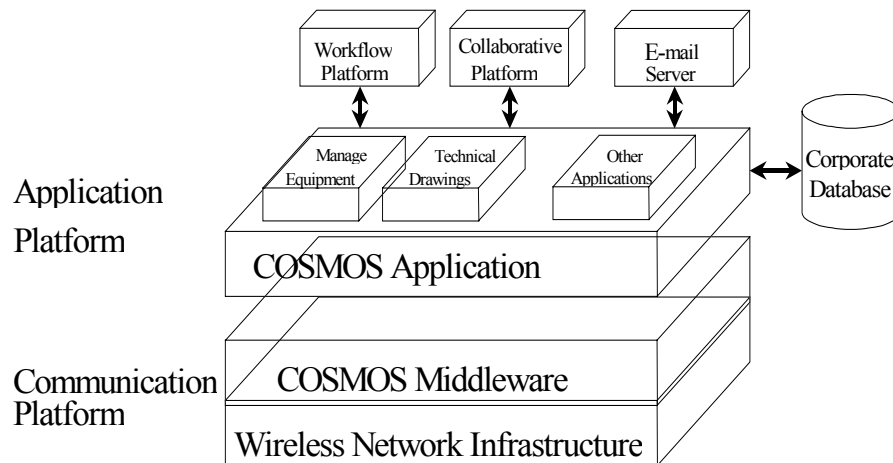 Workflow
Platform
Collaborative
Platform
E-mail
Server
Manage
Equipment
Technical
Drawings
Other
Applications
Corporate
Database
Application
Platform
COSMOS Application
Communication
Platform
COSMOS Middleware
Wireless Network Infrastructure